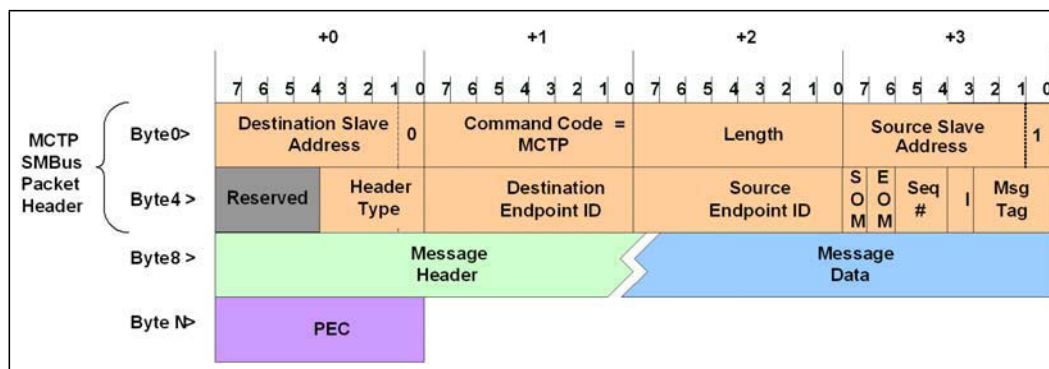 +0 +1 +2 +3
7 6 5 4 3 2 1 0 7 6 5 4 3 2 1 0 7 6 5 4 3 2 1 0 7 6 5 4 3 2 1 0
MCTP
SMBus
Packet
Header
Byte0>
Destination Slave
Address
0
Command Code =
MCTP
Length
Source Slave
Address
1
Byte4 >
Reserved
Header
Type
Destination
Endpoint ID
Source
Endpoint ID
S
O
M
E
O
M
Seq
#
I
Msg
Tag
Byte8 >
Message
Header
Message
Data
Byte N>
PEC